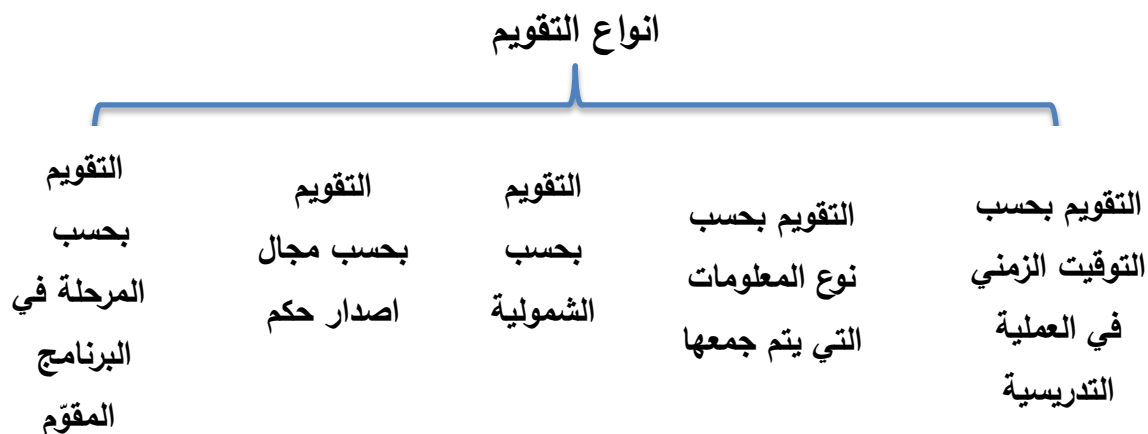 انواع التقويم
التقويم بحسب
التوقيت الزمني
في العملية
التدريسية
التقويم بحسب
نوع المعلومات
التي يتم جمعها
التقويم
بحسب
الشمولية
التقويم
بحسب مجال
اصدار حكم
التقويم
بحسب
المرحلة في
البرنامج
المقوّم